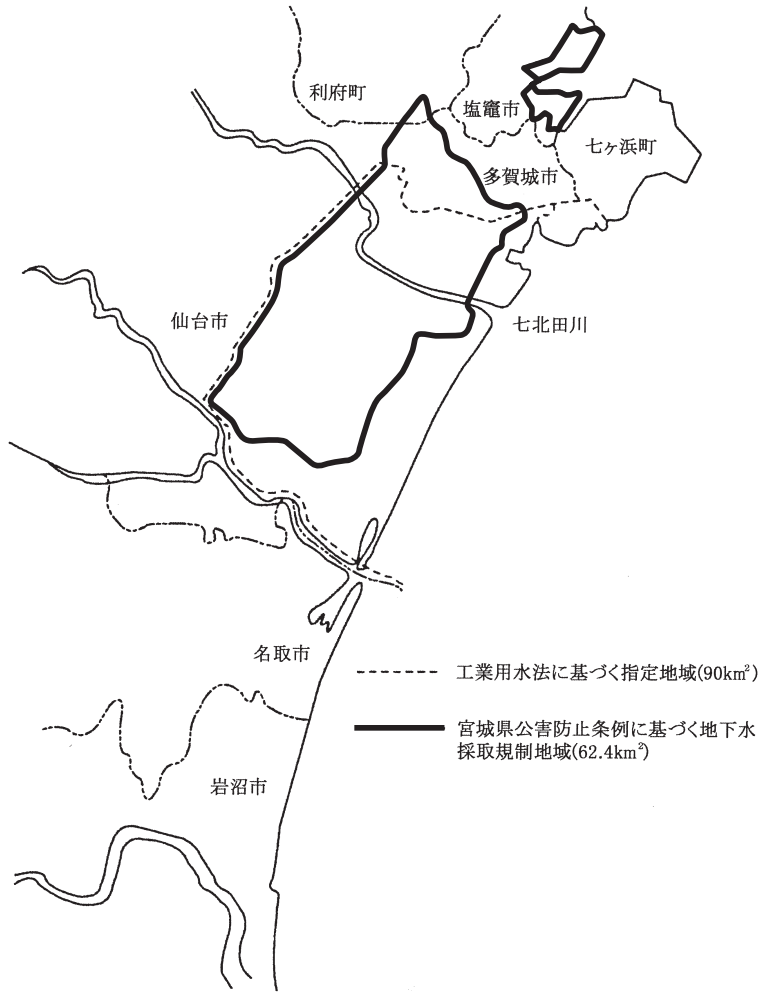 利府町
塩竈市
七ヶ浜町
多賀城市
仙台市
七北田川
名取市
工業用水法に基づく指定地域(90km²)
宮城県公害防止条例に基づく地下水
採取規制地域(62.4km²)
岩沼市